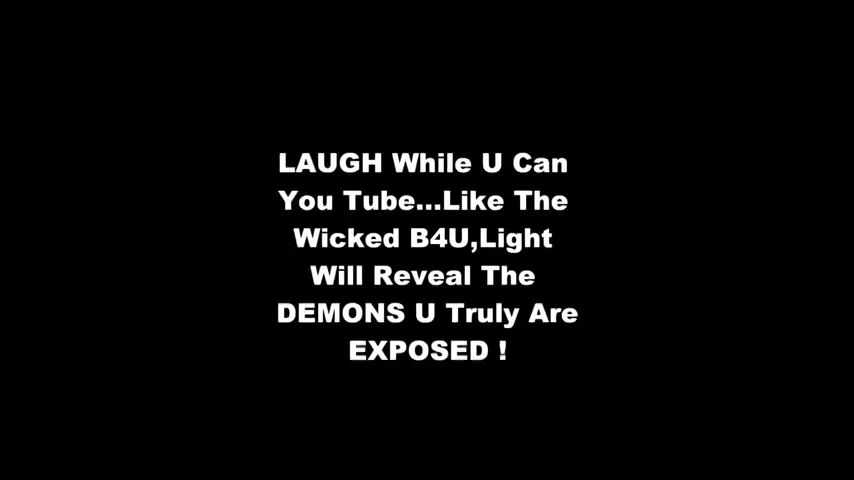 LAUGH While U Can
You Tube...Like The
Wicked B4U,Light
Will Reveal The
DEMONS U Truly Are
EXPOSED !